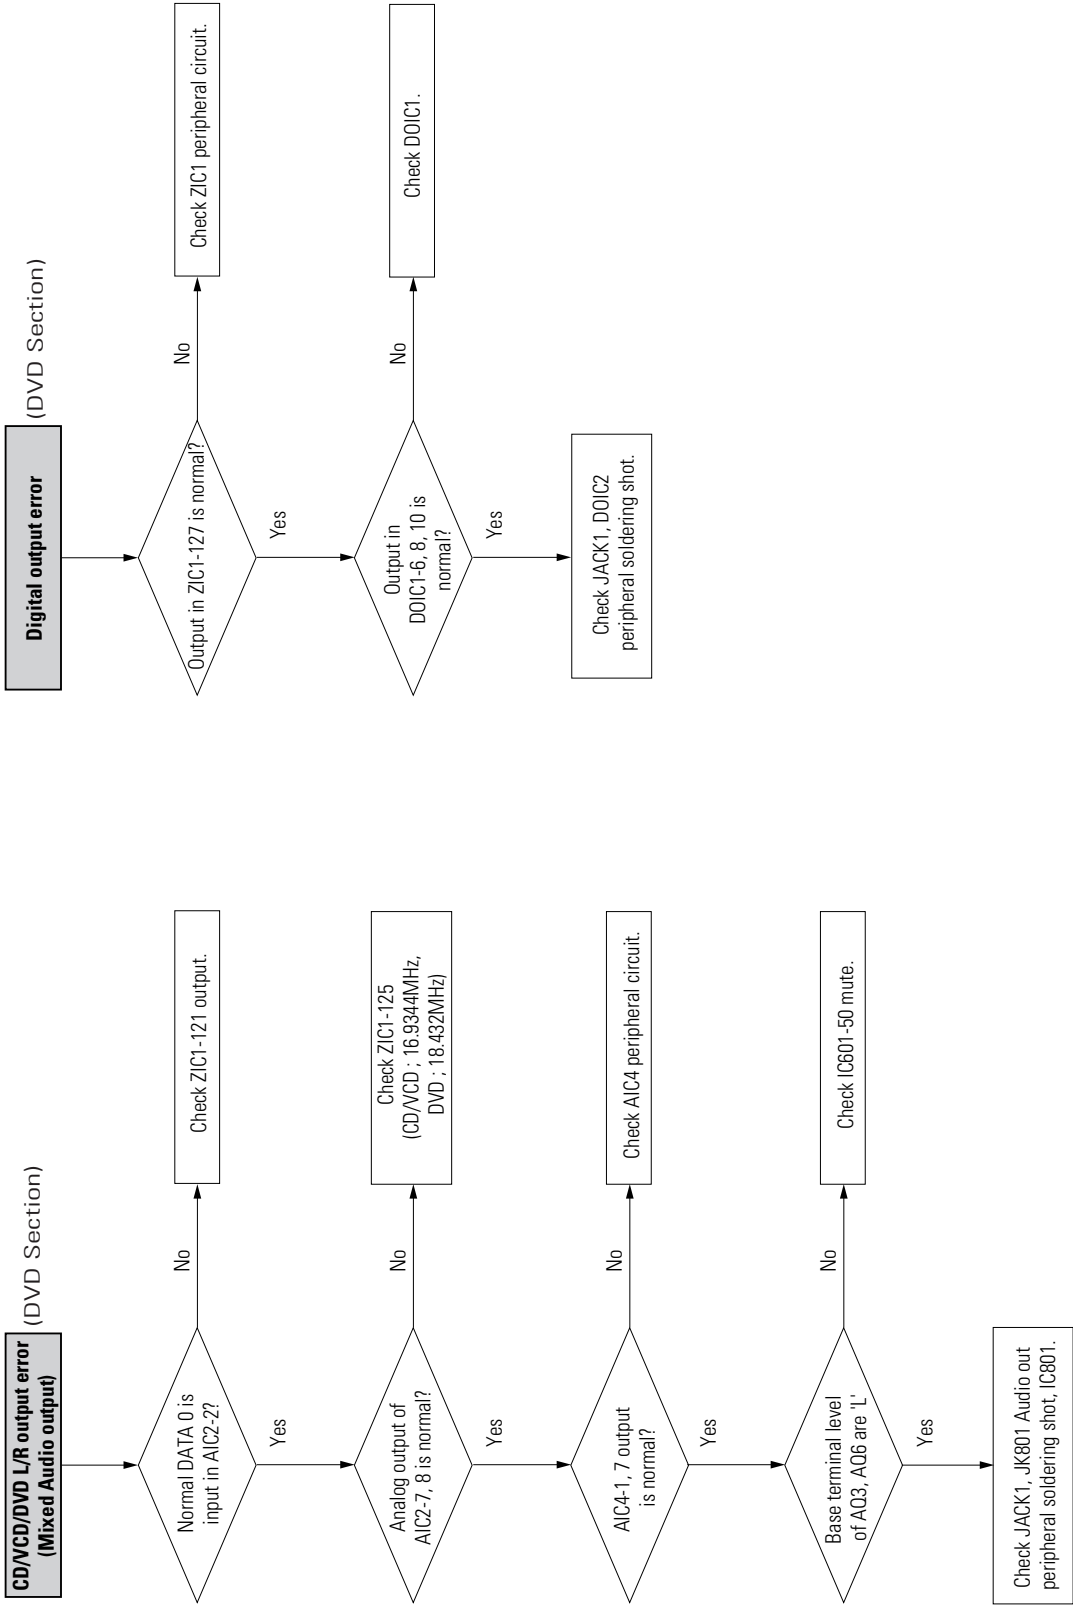 CD/VCD/DVD L/R output error
(Mixed Audio output)
(DVD Section)
Normal DATA 0 is
input in AIC2-2?
No
Check ZIC1-121 output.
Yes
Analog output of
AIC2-7, 8 is normal?
No
Check ZIC1-125
(CD/VCD ; 16.9344MHz,
DVD ; 18.432MHz)
Yes
AIC4-1, 7 output
is normal?
No
Check AIC4 peripheral circuit.
Yes
Base terminal level
of AQ3, AQ6 are 'L'
No
Check IC601-50 mute.
Yes
Check JACK1, JK801 Audio out
peripheral soldering shot, IC801.
Digital output error
(DVD Section)
Output in ZIC1-127 is normal?
No
Check ZIC1 peripheral circuit.
Yes
Output in
DOIC1-6, 8, 10 is
normal?
No
Check DOIC1.
Yes
Check JACK1, DOIC2
peripheral soldering shot.